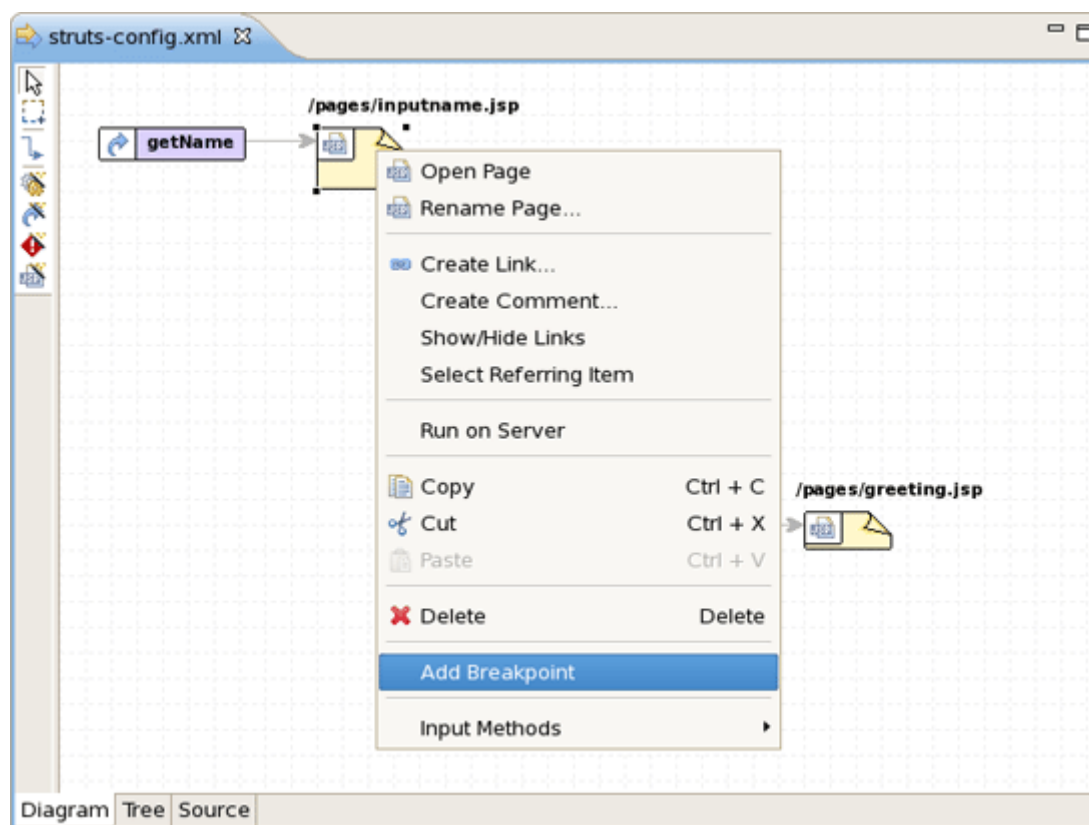 struts-config.xml
/pages/inputname.jsp
getName
Open Page
Rename Page...
Create Link...
Create Comment...
Show/Hide Links
Select Referring Item
Run on Server
Copy Ctrl + C
/pages/greeting.jsp
Cut Ctrl + X
Paste Ctrl + V
Delete Delete
Add Breakpoint
Input Methods
Diagram Tree Source